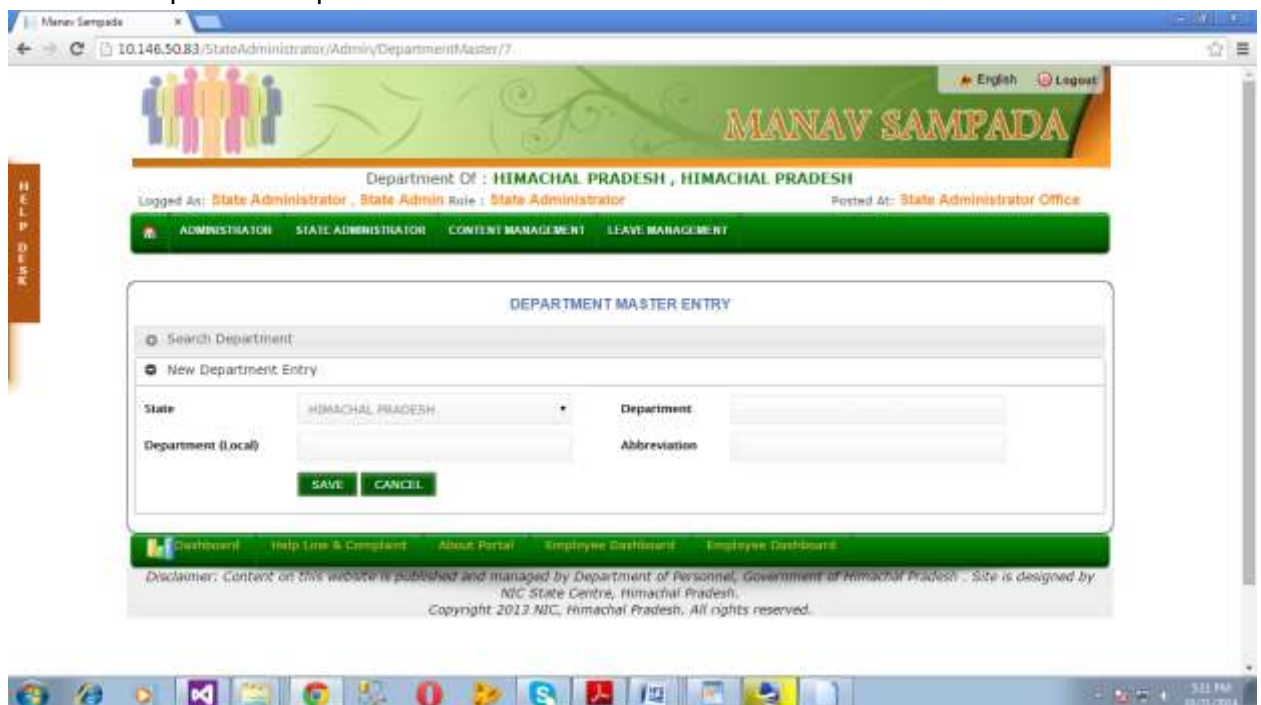 Manav Sampada
10.146.50.83/StateAdministrator/Admin/DepartmentMaster/7
English Logout
MANAV SAMPADA
Department Of : HIMACHAL PRADESH , HIMACHAL PRADESH
Logged As: State Administrator , State Admin Role : State Administrator Posted At: State Administrator Office
ADMINISTRATOR STATE ADMINISTRATOR CONTENT MANAGEMENT LEAVE MANAGEMENT
HELP DESK
DEPARTMENT MASTER ENTRY
Search Department
New Department Entry
State HIMACHAL PRADESH Department
Department (Local) Abbreviation
SAVE CANCEL
Dashboard Help Line & Complaint About Portal Employee Dashboard Employee Dashboard
Disclaimer: Content on this website is published and managed by Department of Personnel, Government of Himachal Pradesh . Site is designed by
NIC State Centre, Himachal Pradesh.
Copyright 2013 NIC, Himachal Pradesh. All rights reserved.